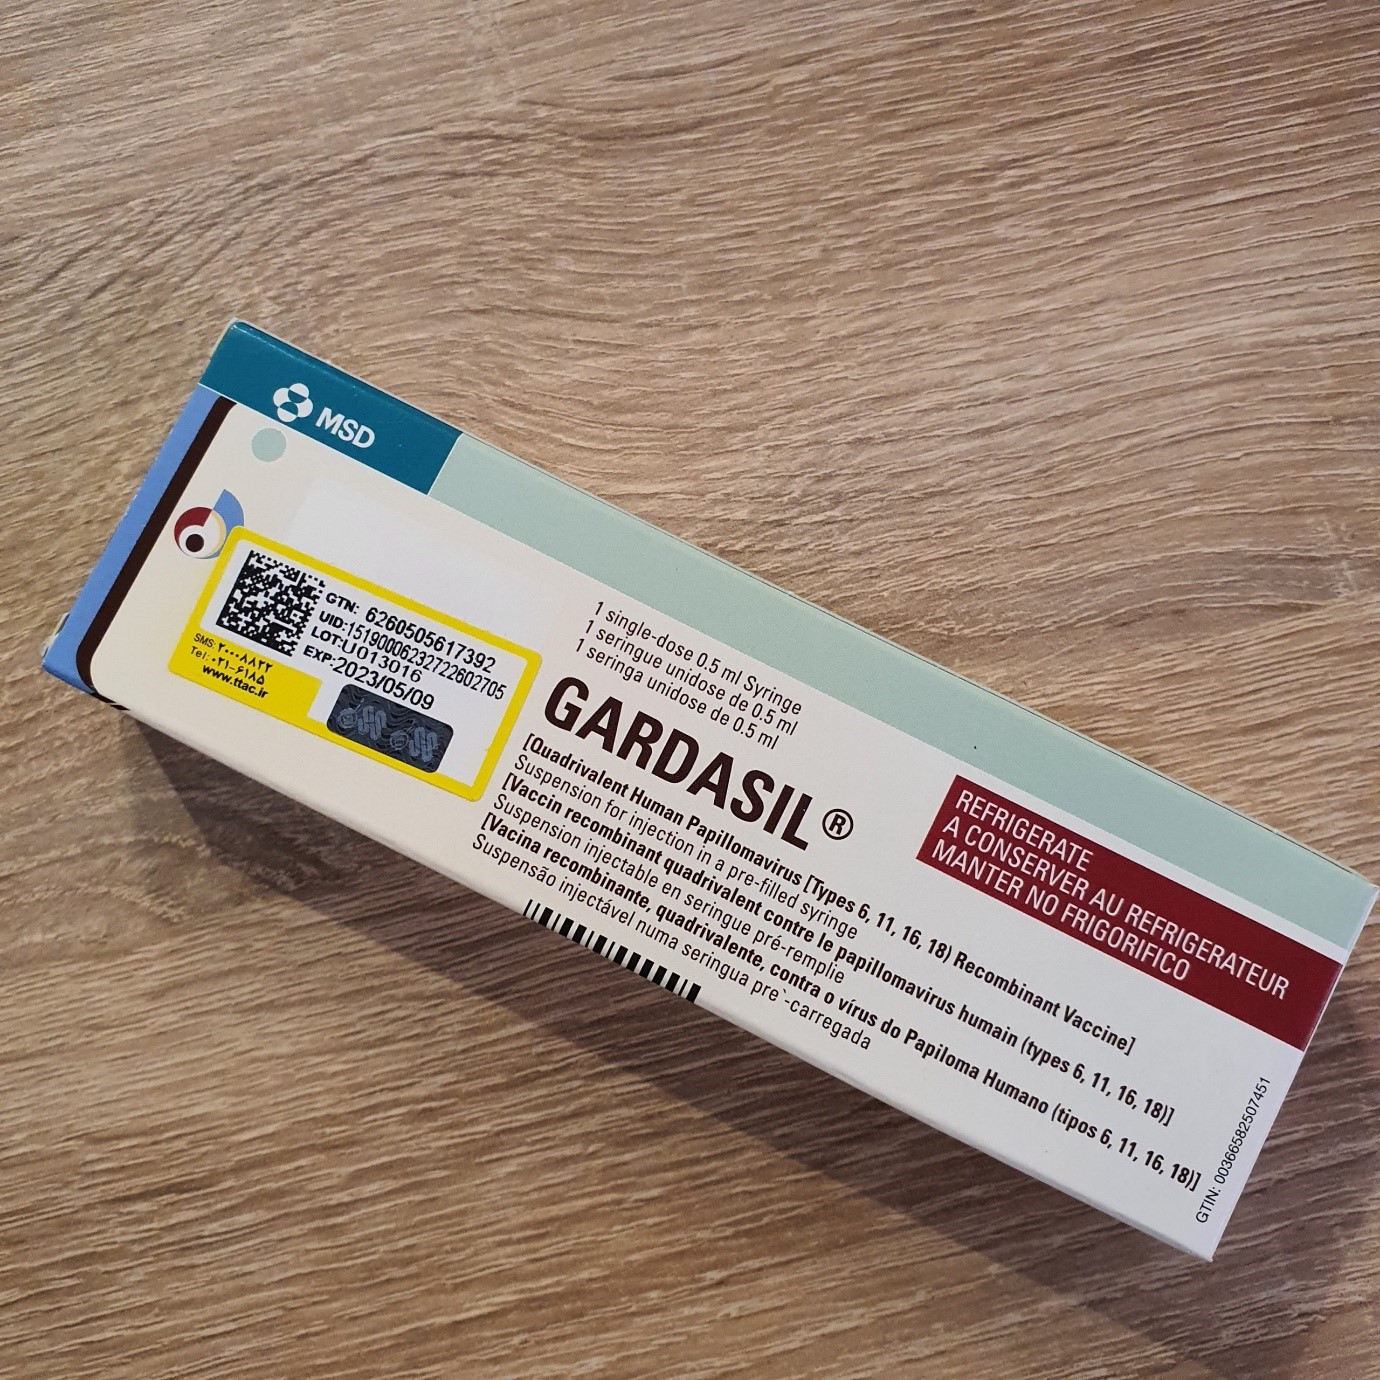 MSD
GTN: 6260505617392
UID:15190006232722602705
LOT:U013016
EXP:2023/05/09
SMS:۲۰۰۰۸۸۲۲
Tel:۰۲۱-۶۱۸۵
www.ttac.ir
1 single-dose 0.5 ml Syringe
1 seringue unidose de 0.5 ml
1 seringa unidose de 0.5 ml
GARDASIL®
[Quadrivalent Human Papillomavirus [Types 6, 11, 16, 18) Recombinant Vaccine]
Suspension for injection in a pre-filled syringe
[Vaccin recombinant quadrivalent contre le papillomavirus humain (types 6, 11, 16, 18)]
Suspension injectable en seringue pré-remplie
[Vacina recombinante, quadrivalente, contra o vírus do Papiloma Humano (tipos 6, 11, 16, 18)]
Suspensão injectável numa seringua pre`-carregada
REFRIGERATE
A CONSERVER AU REFRIGERATEUR
MANTER NO FRIGORIFICO
GTIN: 00366582507451